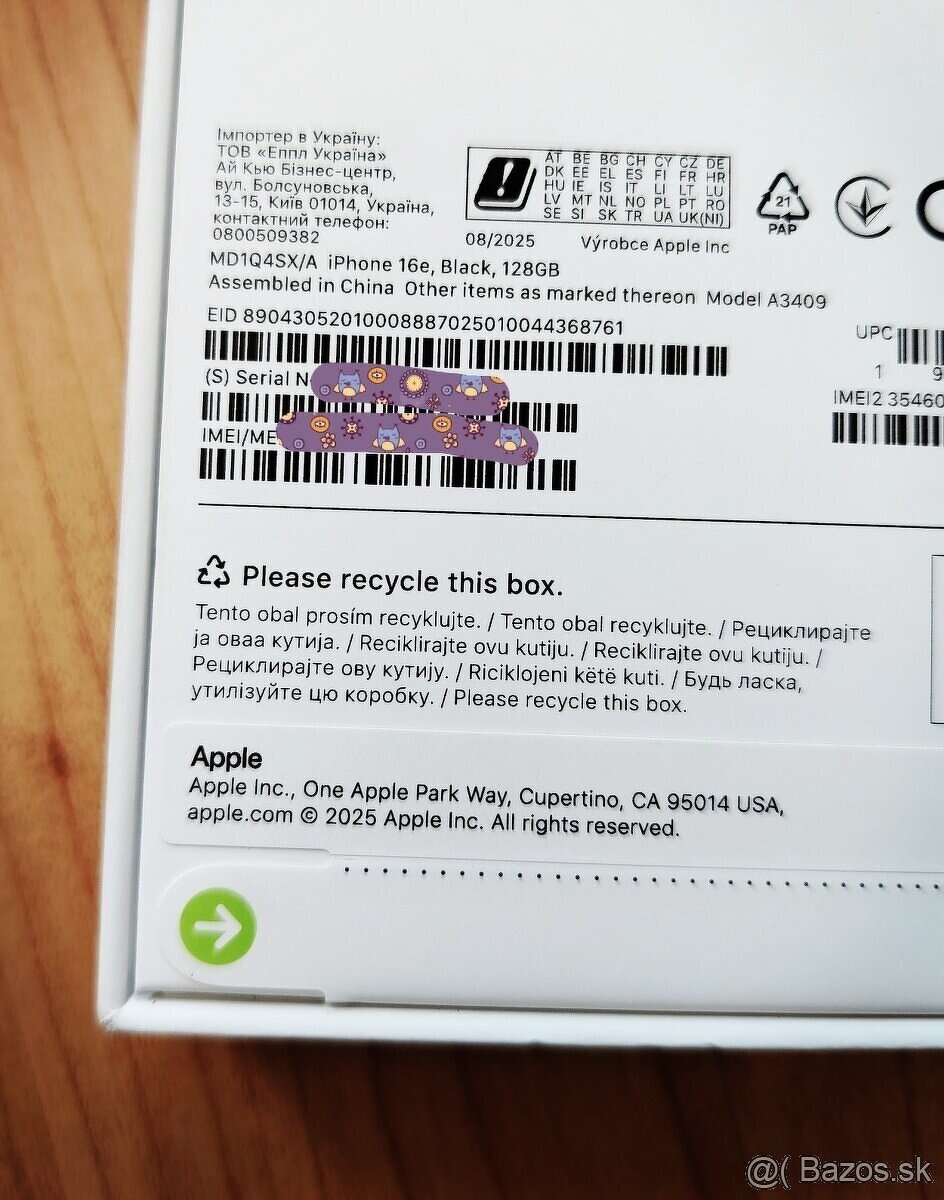 Імпортер в Україну:
ТОВ «Еппл Україна»
Ай Кью Бізнес-центр,
вул. Болсуновська,
13-15, Київ 01014, Україна,
контактний телефон:
0800509382
AT BE BG CH CY CZ DE
DK EE EL ES FI FR HR
HU IE IS IT LI LT LU
LV MT NL NO PL PT RO
SE SI SK TR UA UK(NI)
21
PAP
08/2025 Výrobce Apple Inc
MD1Q4SX/A iPhone 16e, Black, 128GB
Assembled in China Other items as marked thereon Model A3409
EID 89043052010008887025010044368761
UPC
1 9
(S) Serial N
IMEI2 35460
IMEI/ME
Please recycle this box.
Tento obal prosím recyklujte. / Tento obal recyklujte. / Рециклирајте
ја оваа кутија. / Reciklirajte ovu kutiju. / Reciklirajte ovu kutiju. /
Рециклирајте ову кутију. / Riciklojeni këtë kuti. / Будь ласка,
утилізуйте цю коробку. / Please recycle this box.
Apple
Apple Inc., One Apple Park Way, Cupertino, CA 95014 USA,
apple.com © 2025 Apple Inc. All rights reserved.
@( Bazos.sk